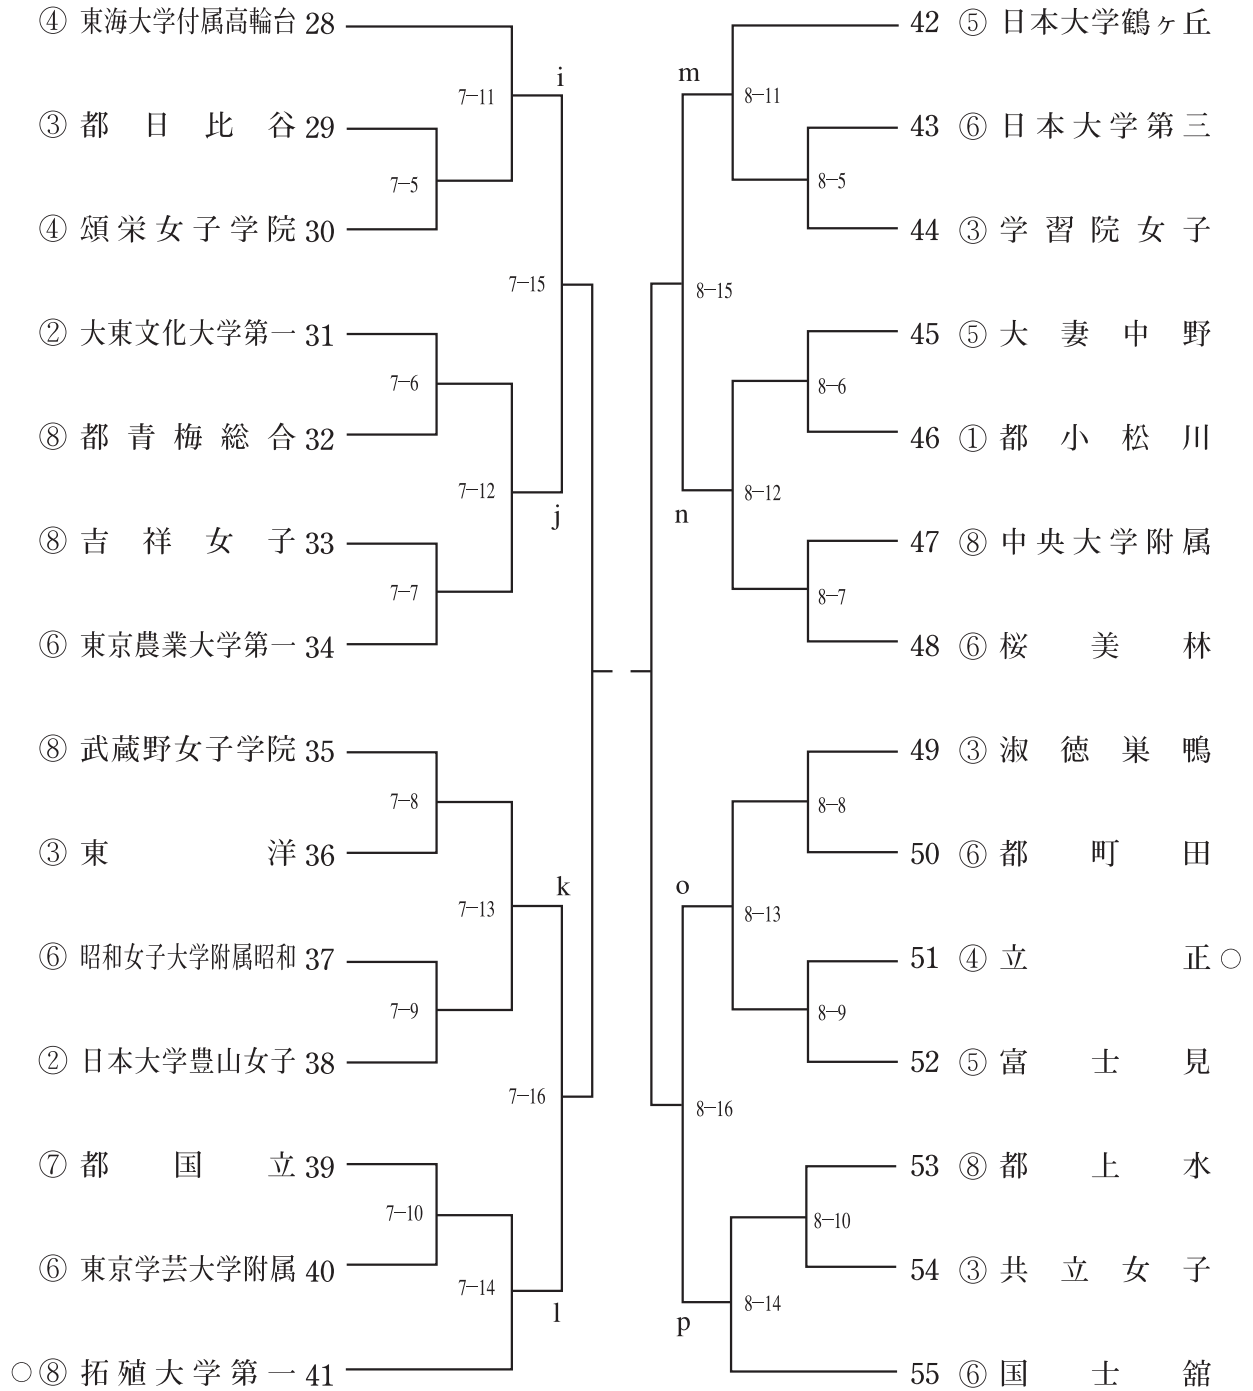 ④ 東海大学付属高輪台 28
7-11
i
③ 都日比谷 29
7-5
④ 頌栄女子学院 30
7-15
② 大東文化大学第一 31
7-6
⑧ 都青梅総合 32
7-12
j
⑧ 吉祥女子 33
7-7
⑥ 東京農業大学第一 34
⑧ 武蔵野女子学院 35
7-8
③ 東洋 36
k
7-13
⑥ 昭和女子大学附属昭和 37
7-9
② 日本大学豊山女子 38
7-16
⑦ 都国立 39
7-10
⑥ 東京学芸大学附属 40
7-14
l
○⑧ 拓殖大学第一 41
42 ⑤ 日本大学鶴ヶ丘
m
8-11
43 ⑥ 日本大学第三
8-5
44 ③ 学習院女子
8-15
45 ⑤ 大妻中野
8-6
46 ① 都小松川
8-12
n
47 ⑧ 中央大学附属
8-7
48 ⑥ 桜美林
49 ③ 淑徳巣鴨
8-8
50 ⑥ 都町田
o
8-13
51 ④ 立正 ○
8-9
52 ⑤ 富士見
8-16
53 ⑧ 都上水
8-10
54 ③ 共立女子
8-14
p
55 ⑥ 国士舘